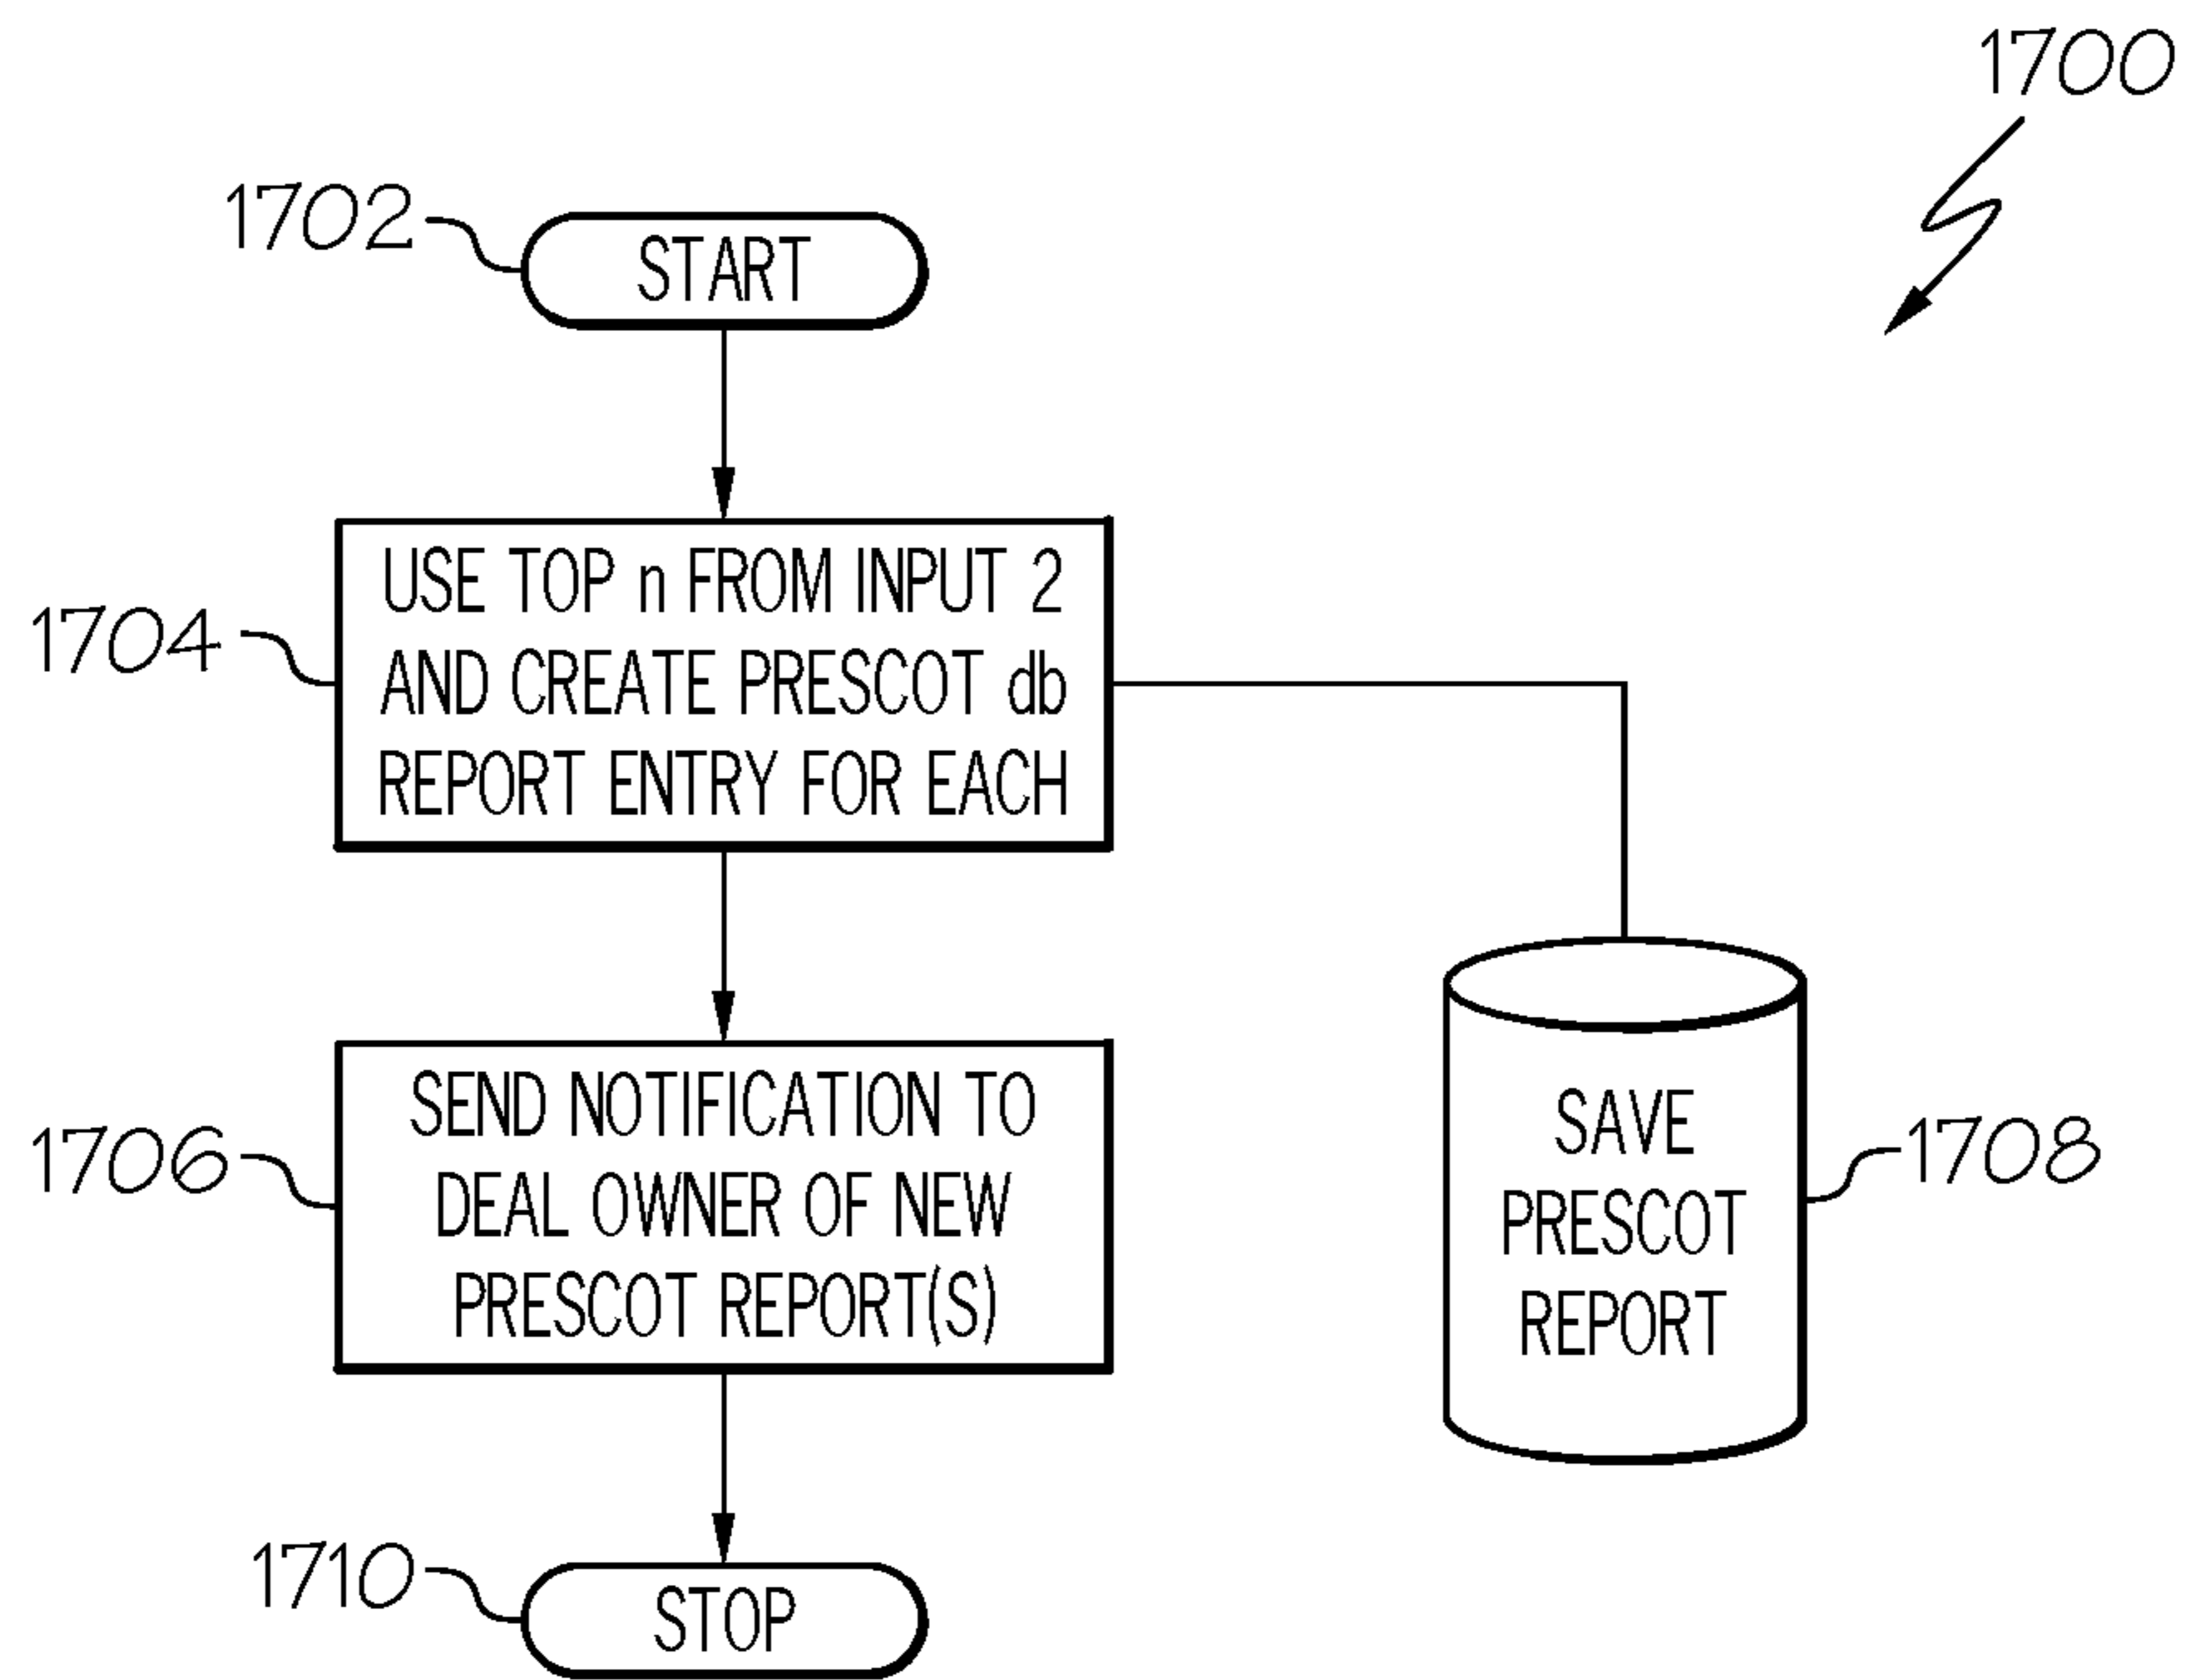 1700
1702
START
1704
USE TOP n FROM INPUT 2
AND CREATE PRESCOT db
REPORT ENTRY FOR EACH
1706
SEND NOTIFICATION TO
DEAL OWNER OF NEW
PRESCOT REPORT(S)
SAVE
PRESCOT
REPORT
1708
1710
STOP